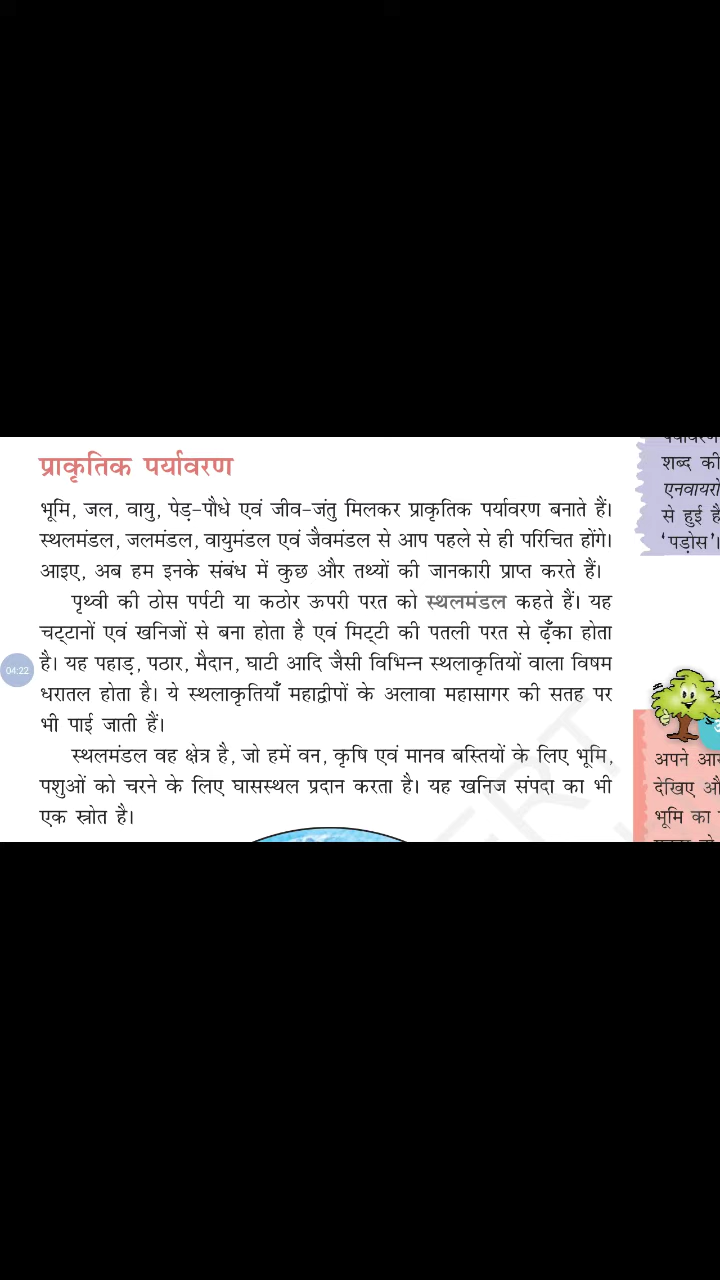 प्राकृतिक पर्यावरण
भूमि, जल, वायु, पेड़-पौधे एवं जीव-जंतु मिलकर प्राकृतिक पर्यावरण बनाते हैं।
स्थलमंडल, जलमंडल, वायुमंडल एवं जैवमंडल से आप पहले से ही परिचित होंगे।
आइए, अब हम इनके संबंध में कुछ और तथ्यों की जानकारी प्राप्त करते हैं।
पृथ्वी की ठोस पर्पटी या कठोर ऊपरी परत को स्थलमंडल कहते हैं। यह
चट्टानों एवं खनिजों से बना होता है एवं मिट्टी की पतली परत से ढ़ँका होता
है। यह पहाड़, पठार, मैदान, घाटी आदि जैसी विभिन्न स्थलाकृतियों वाला विषम
धरातल होता है। ये स्थलाकृतियाँ महाद्वीपों के अलावा महासागर की सतह पर
भी पाई जाती हैं।
स्थलमंडल वह क्षेत्र है, जो हमें वन, कृषि एवं मानव बस्तियों के लिए भूमि,
पशुओं को चरने के लिए घासस्थल प्रदान करता है। यह खनिज संपदा का भी
एक स्रोत है।
04:22
शब्द की
एनवायरो
से हुई है
'पड़ोस'।
अपने आस
देखिए औ
भूमि का